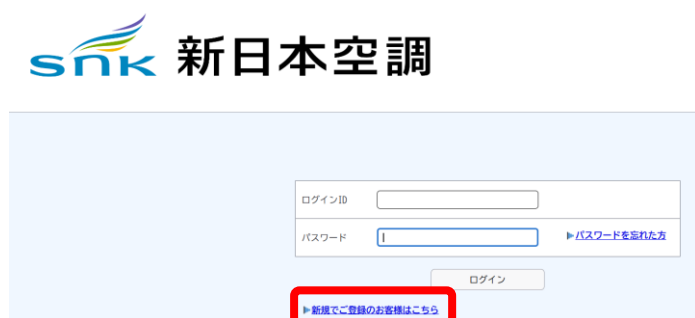 snk 新日本空調
ログインID
パスワード
▶パスワードを忘れた方
ログイン
▶新規でご登録のお客様はこちら